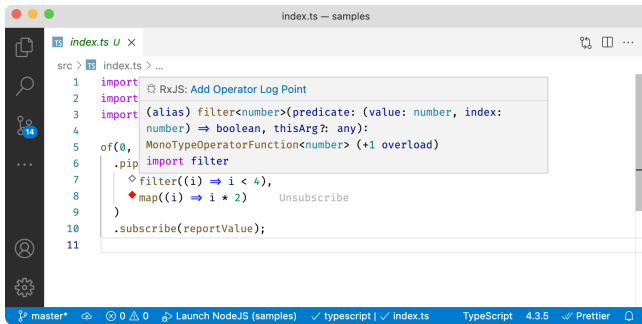 index.ts — samples
TS index.ts U ×
src > TS index.ts > ...
1 import
2 import
3 import
4
5 of(0,
6 .pip
7 filter((i) ⇒ i < 4),
8 map((i) ⇒ i * 2) Unsubscribe
9 )
10 .subscribe(reportValue);
11
RxJS: Add Operator Log Point
(alias) filter<number>(predicate: (value: number, index:
number) ⇒ boolean, thisArg?: any):
MonoTypeOperatorFunction<number> (+1 overload)
import filter
14
master* 0 0 Launch NodeJS (samples) ✓ typescript | ✓ index.ts TypeScript 4.3.5 Prettier